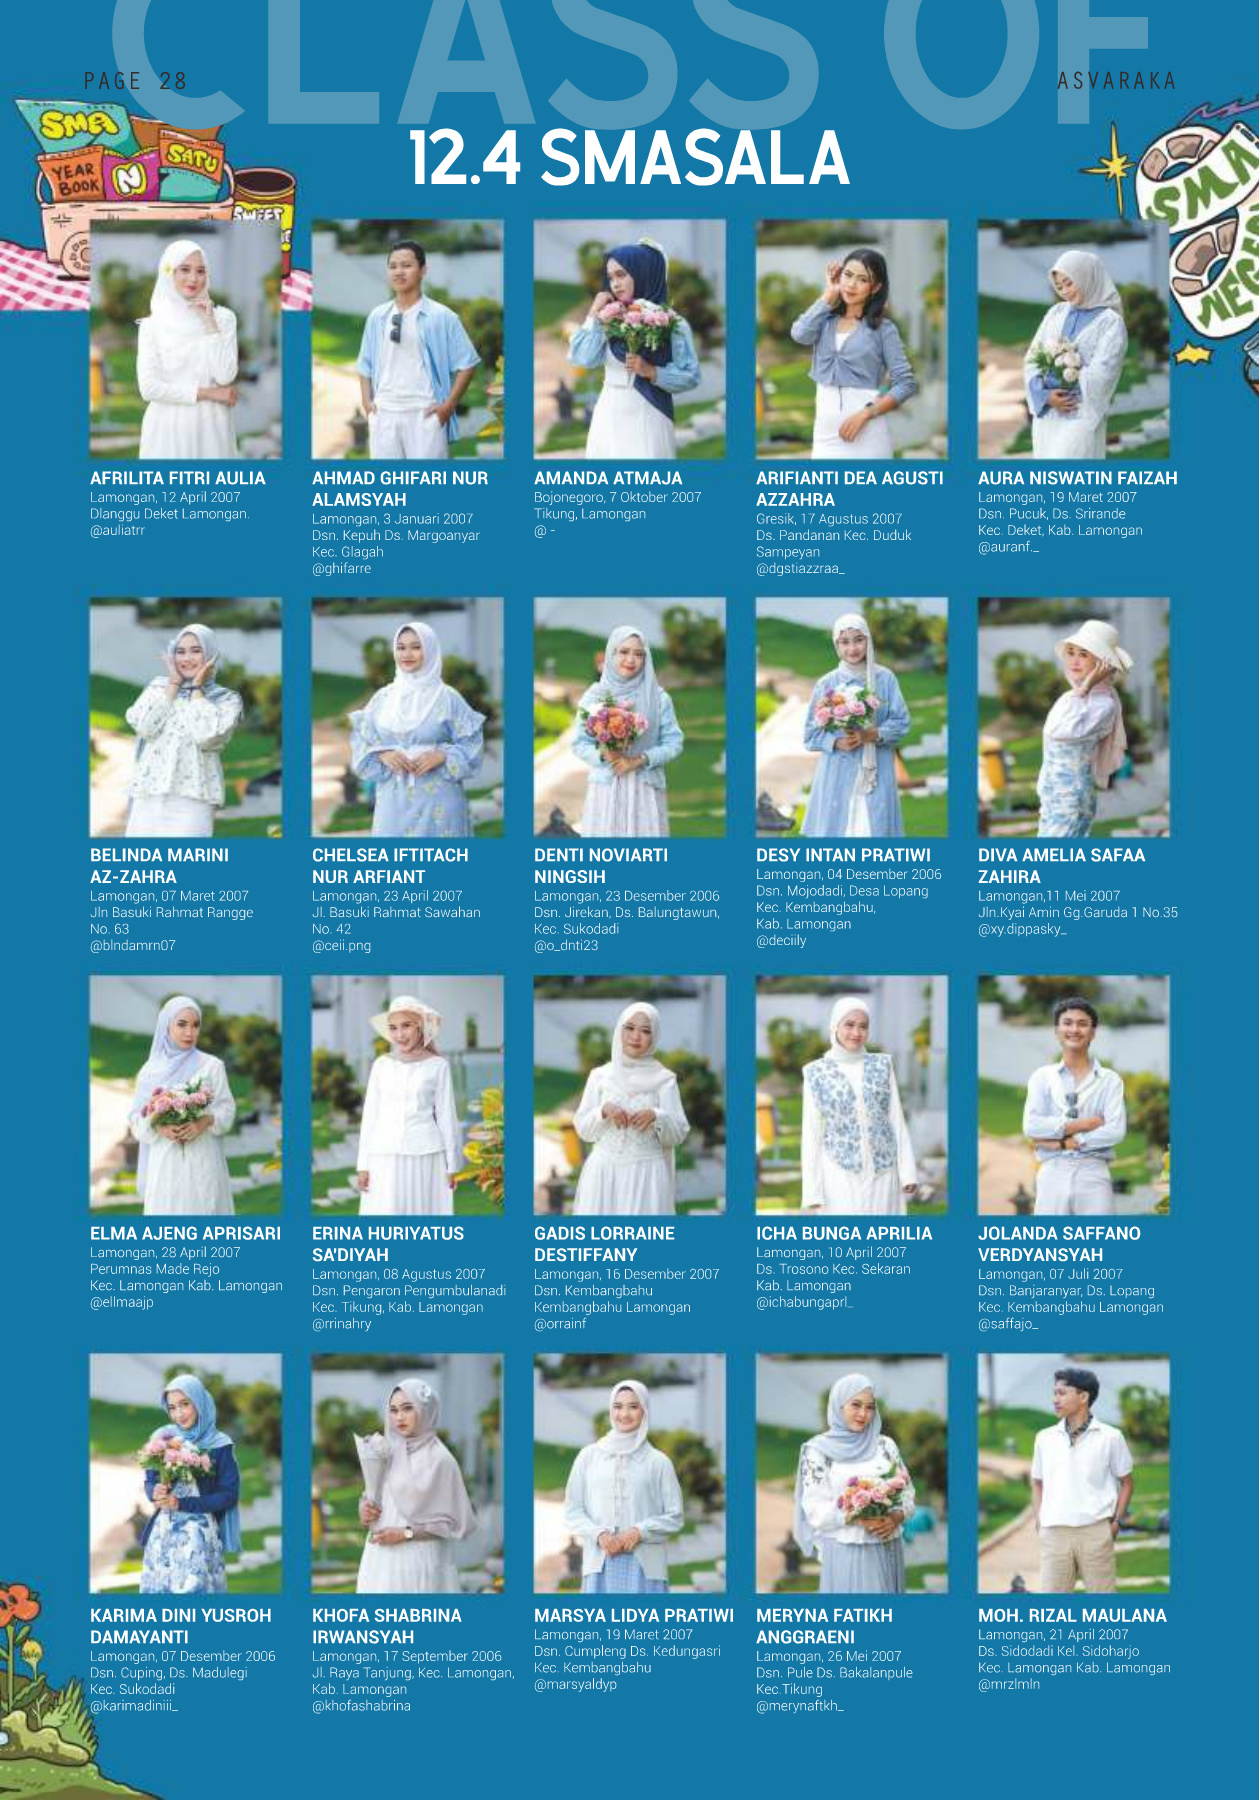 CLASS OF
PAGE 28
ASVARAKA
12.4 SMASALA
SMA
SATU
YEAR
BOOK
N
SWEET
SMA
AFRILITA FITRI AULIA
Lamongan, 12 April 2007
Dlanggu Deket Lamongan.
@auliatrr
AHMAD GHIFARI NUR
ALAMSYAH
Lamongan, 3 Januari 2007
Dsn. Kepuh Ds. Margoanyar
Kec. Glagah
@ghifarre
AMANDA ATMAJA
Bojonegoro, 7 Oktober 2007
Tikung, Lamongan
@ -
ARIFIANTI DEA AGUSTI
AZZAHRA
Gresik, 17 Agustus 2007
Ds. Pandanan Kec. Duduk
Sampeyan
@dgstiazzraa_
AURA NISWATIN FAIZAH
Lamongan, 19 Maret 2007
Dsn. Pucuk, Ds. Srirande
Kec. Deket, Kab. Lamongan
@auranf._
BELINDA MARINI
AZ-ZAHRA
Lamongan, 07 Maret 2007
Jln Basuki Rahmat Rangge
No. 63
@blndamrn07
CHELSEA IFTITACH
NUR ARFIANT
Lamongan, 23 April 2007
Jl. Basuki Rahmat Sawahan
No. 42
@ceii.png
DENTI NOVIARTI
NINGSIH
Lamongan, 23 Desember 2006
Dsn. Jirekan, Ds. Balungtawun,
Kec. Sukodadi
@o_dnti23
DESY INTAN PRATIWI
Lamongan, 04 Desember 2006
Dsn. Mojodadi, Desa Lopang
Kec. Kembangbahu,
Kab. Lamongan
@deciily
DIVA AMELIA SAFAA
ZAHIRA
Lamongan,11 Mei 2007
Jln.Kyai Amin Gg.Garuda 1 No.35
@xy.dippasky_
ELMA AJENG APRISARI
Lamongan, 28 April 2007
Perumnas Made Rejo
Kec. Lamongan Kab. Lamongan
@ellmaajp
ERINA HURIYATUS
SA'DIYAH
Lamongan, 08 Agustus 2007
Dsn. Pengaron Pengumbulanadi
Kec. Tikung, Kab. Lamongan
@rrinahry
GADIS LORRAINE
DESTIFFANY
Lamongan, 16 Desember 2007
Dsn. Kembangbahu
Kembangbahu Lamongan
@orrainf
ICHA BUNGA APRILIA
Lamongan, 10 April 2007
Ds. Trosono Kec. Sekaran
Kab. Lamongan
@ichabungaprl_
JOLANDA SAFFANO
VERDYANSYAH
Lamongan, 07 Juli 2007
Dsn. Banjaranyar, Ds. Lopang
Kec. Kembangbahu Lamongan
@saffajo_
KARIMA DINI YUSROH
DAMAYANTI
Lamongan, 07 Desember 2006
Dsn. Cuping, Ds. Madulegi
Kec. Sukodadi
@karimadiniii_
KHOFA SHABRINA
IRWANSYAH
Lamongan, 17 September 2006
Jl. Raya Tanjung, Kec. Lamongan,
Kab. Lamongan
@khofashabrina
MARSYA LIDYA PRATIWI
Lamongan, 19 Maret 2007
Dsn. Cumpleng Ds. Kedungasri
Kec. Kembangbahu
@marsyaldyp
MERYNA FATIKH
ANGGRAENI
Lamongan, 26 Mei 2007
Dsn. Pule Ds. Bakalanpule
Kec.Tikung
@merynaftkh_
MOH. RIZAL MAULANA
Lamongan, 21 April 2007
Ds. Sidodadi Kel. Sidoharjo
Kec. Lamongan Kab. Lamongan
@mrzlmln